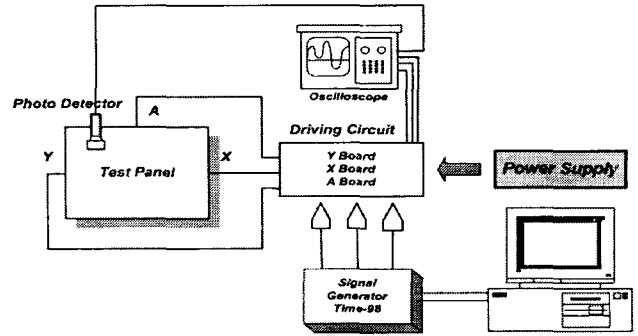 Oscilloscope
Photo Detector
A
Driving Circuit
Y
X
Test Panel
Y Board
X Board
A Board
Power Supply
Signal
Generator
Time-98